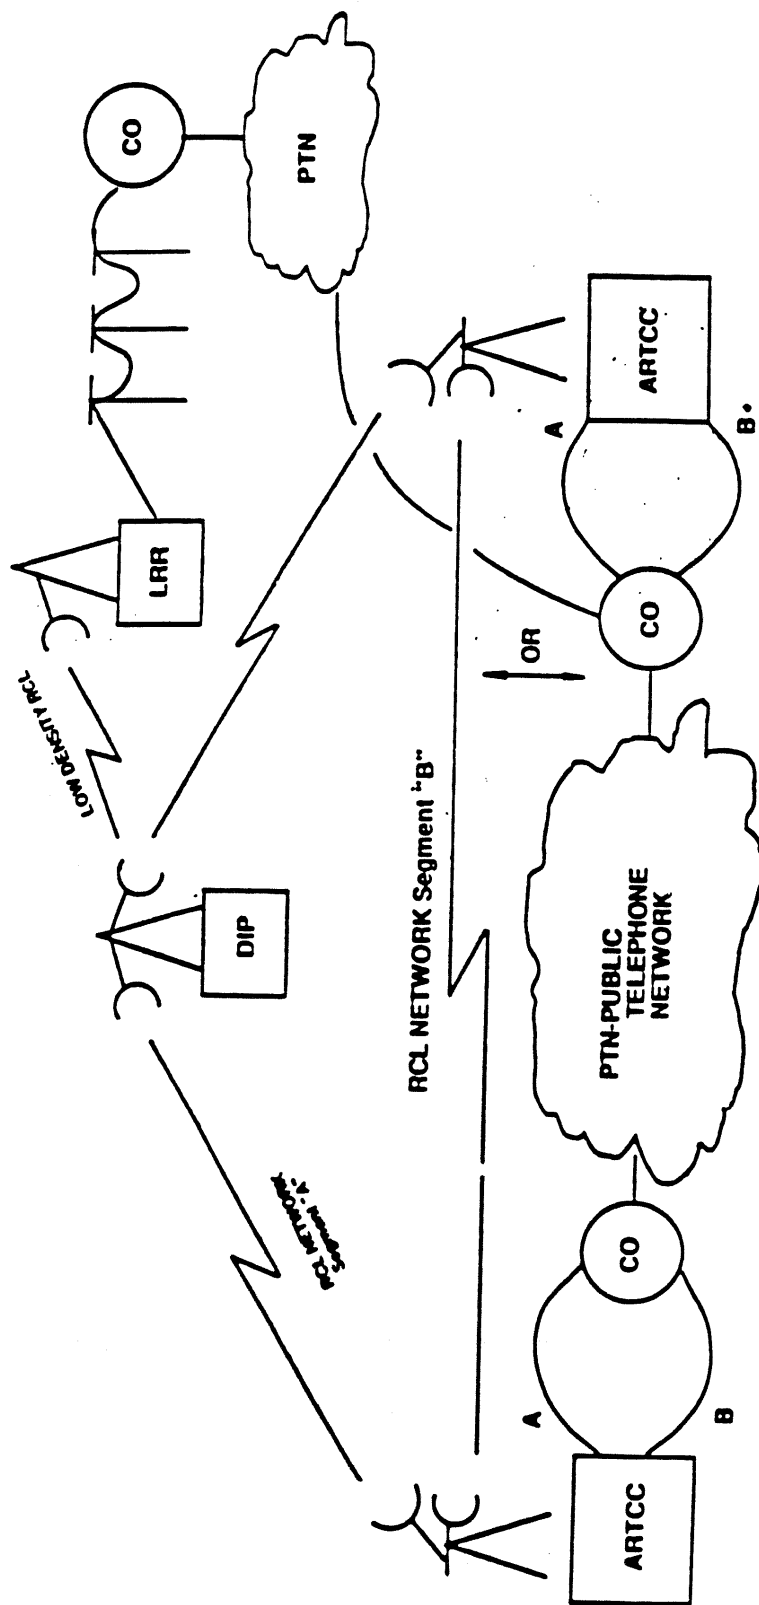 CO
PTN
LRR
LOW DENSITY RCL
DIP
RCL NETWORK
Segment "A"
RCL NETWORK Segment "B"
OR
A
ARTCC
B
CO
PTN-PUBLIC
TELEPHONE
NETWORK
CO
A
B
ARTCC